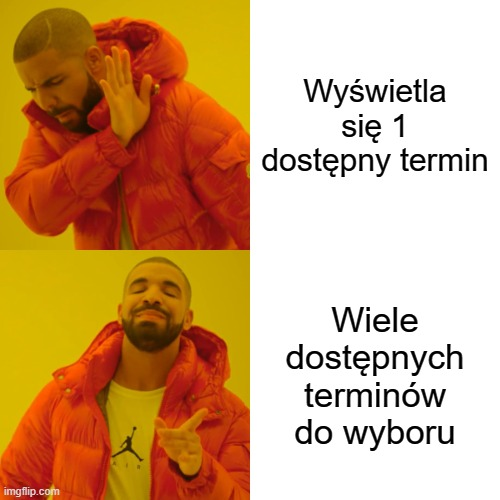 Wyświetla
się 1
dostępny termin
Wiele
dostępnych
terminów
do wyboru
imgflip.com